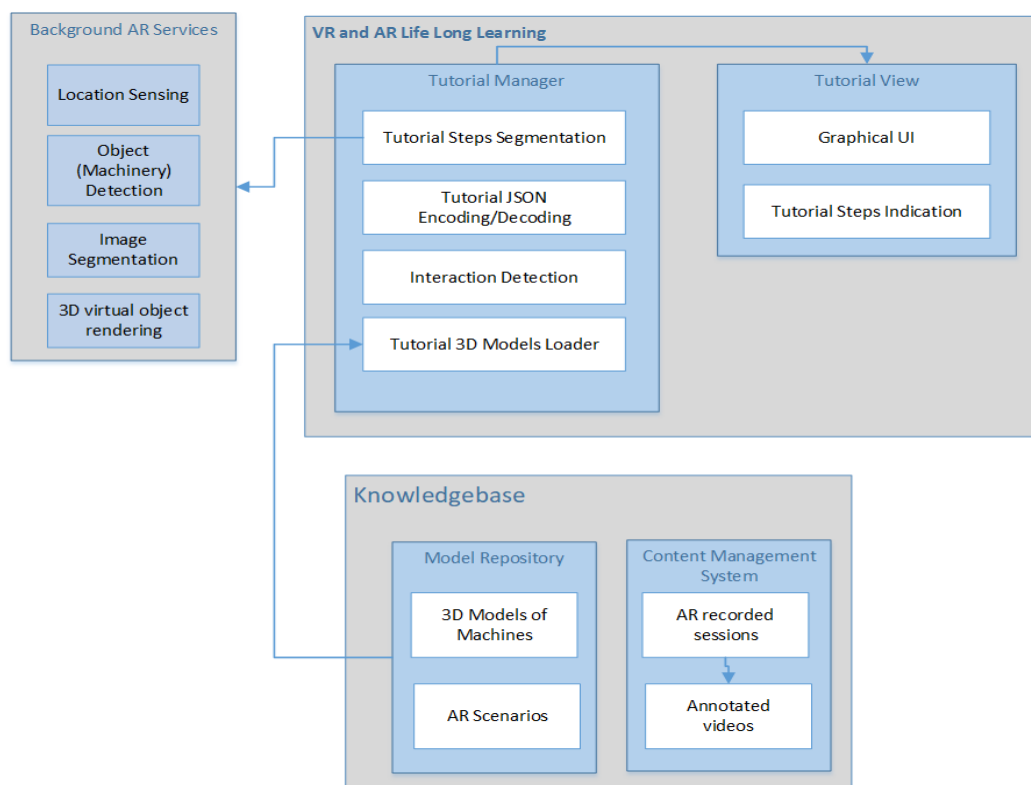 Background AR Services
Location Sensing
Object
(Machinery)
Detection
Image
Segmentation
3D virtual object
rendering
VR and AR Life Long Learning
Tutorial Manager
Tutorial Steps Segmentation
Tutorial JSON
Encoding/Decoding
Interaction Detection
Tutorial 3D Models Loader
Tutorial View
Graphical UI
Tutorial Steps Indication
Knowledgebase
Model Repository
3D Models of
Machines
AR Scenarios
Content Management
System
AR recorded
sessions
Annotated
videos